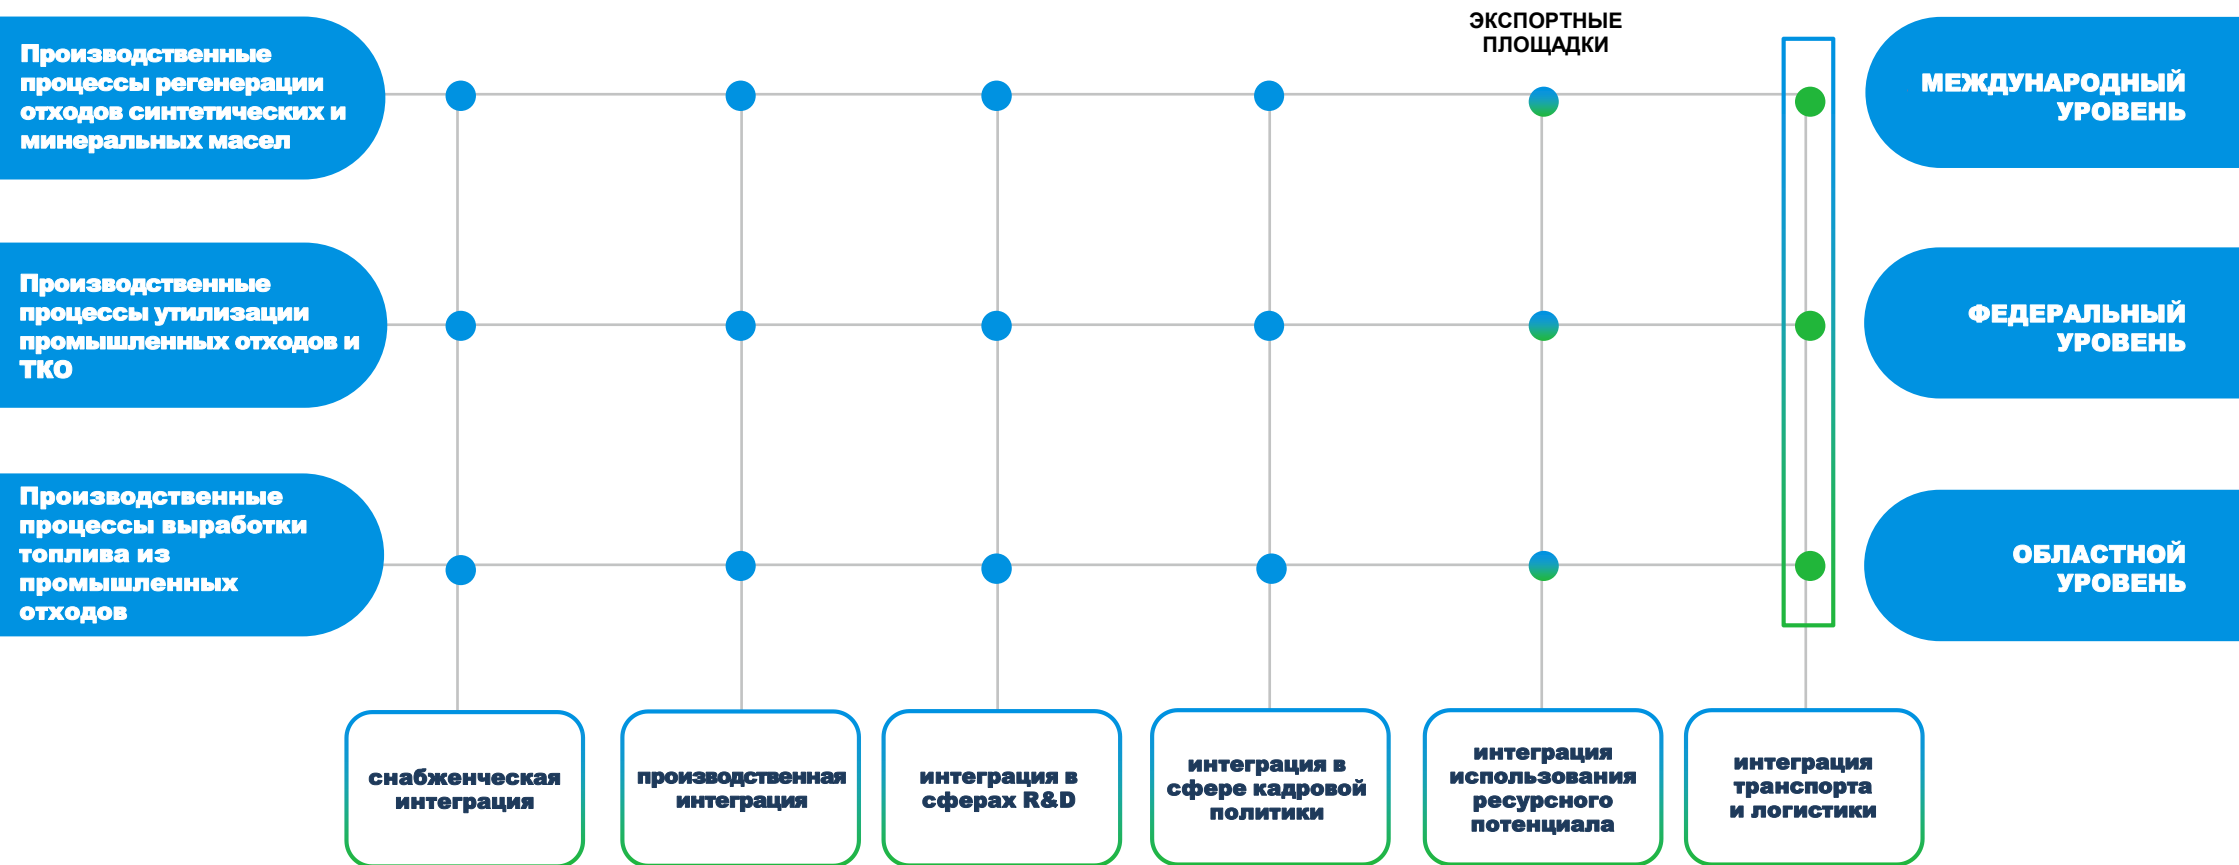 ЭКСПОРТНЫЕ
ПЛОЩАДКИ
Производственные
процессы регенерации
отходов синтетических и
минеральных масел
МЕЖДУНАРОДНЫЙ
УРОВЕНЬ
Производственные
процессы утилизации
промышленных отходов и
ТКО
ФЕДЕРАЛЬНЫЙ
УРОВЕНЬ
Производственные
процессы выработки
топлива из
промышленных
отходов
ОБЛАСТНОЙ
УРОВЕНЬ
снабженческая
интеграция
производственная
интеграция
интеграция в
сферах R&D
интеграция в
сфере кадровой
политики
интеграция
использования
ресурсного
потенциала
интеграция
транспорта
и логистики